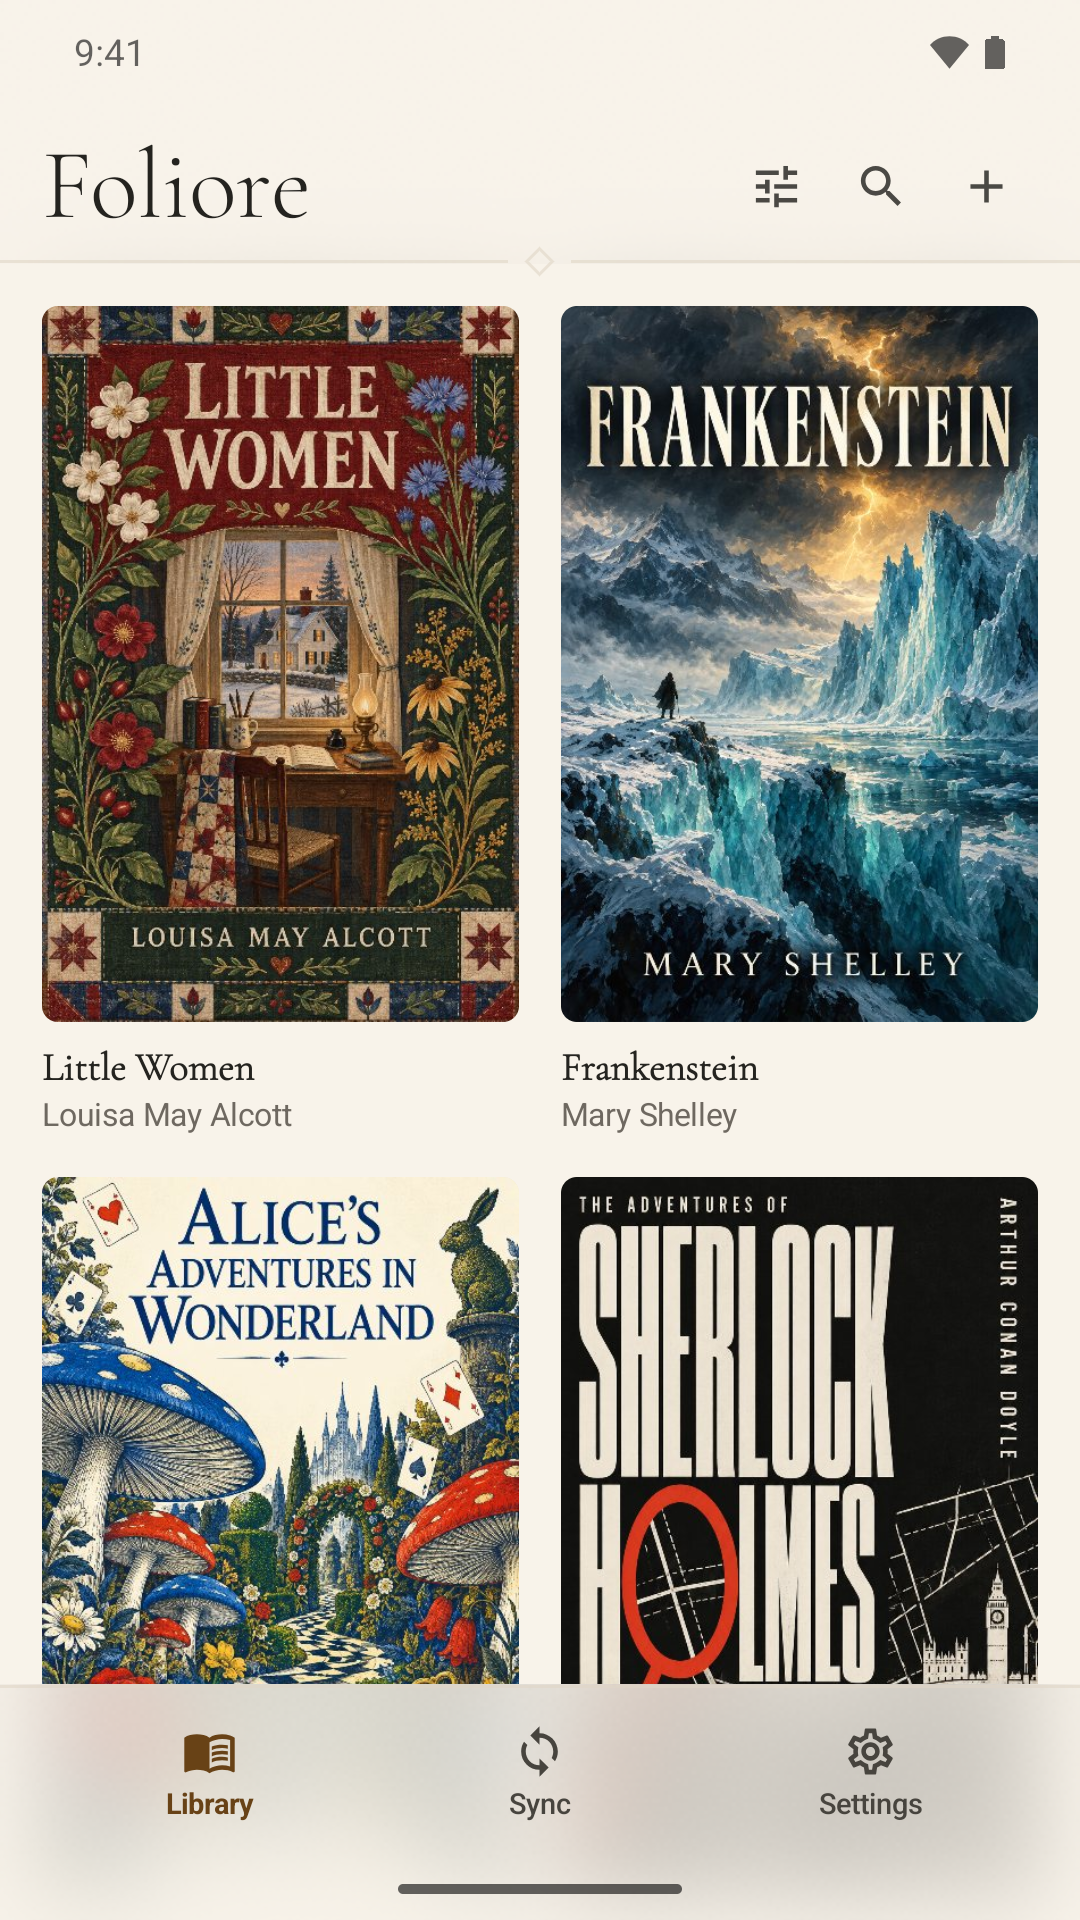 9:41
Foliore
LITTLE
WOMEN
LOUISA MAY ALCOTT
FRANKENSTEIN
MARY SHELLEY
Little Women
Louisa May Alcott
Frankenstein
Mary Shelley
ALICE'S
ADVENTURES IN
WONDERLAND
THE ADVENTURES OF
SHERLOCK
HOLMES
ARTHUR CONAN DOYLE
Library
Sync
Settings